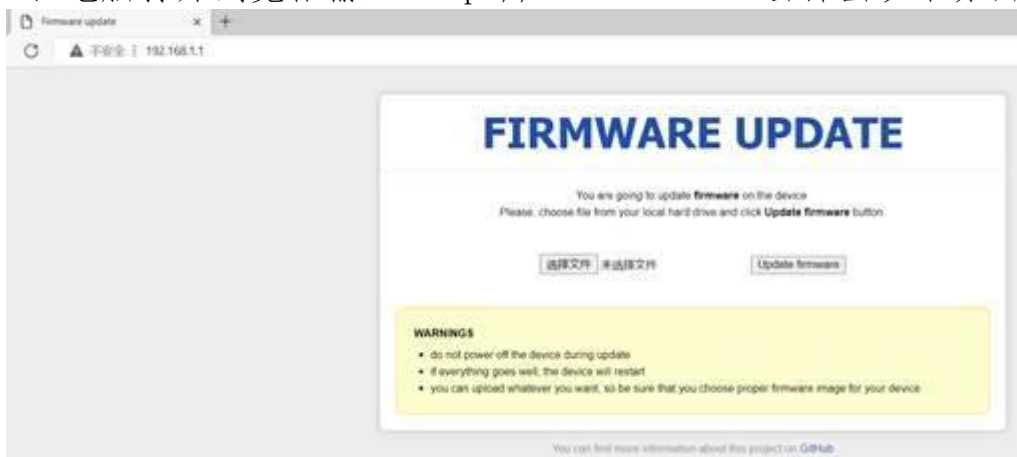 Firmware update
不安全 192.168.1.1
FIRMWARE UPDATE
You are going to update firmware on the device
Please, choose file from your local hard drive and click Update firmware button
选择文件 未选择文件 Update firmware
WARNINGS
do not power off the device during update
if everything goes well, the device will restart
you can upload whatever you want, so be sure that you choose proper firmware image for your device
You can find more information about this project on GitHub